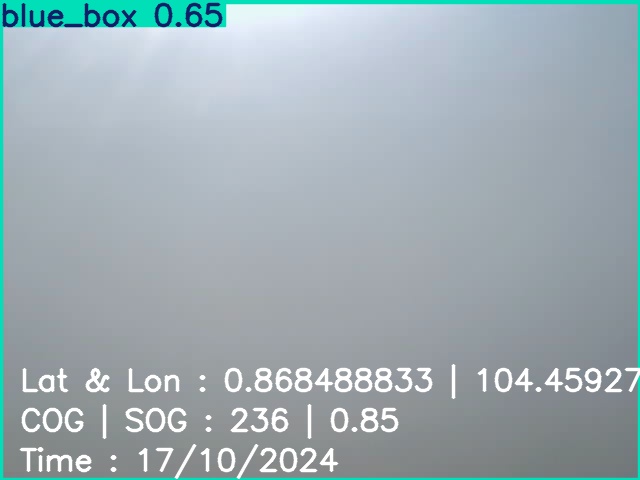 blue_box 0.65
Lat & Lon : 0.868488833 | 104.45927
COG | SOG : 236 | 0.85
Time : 17/10/2024